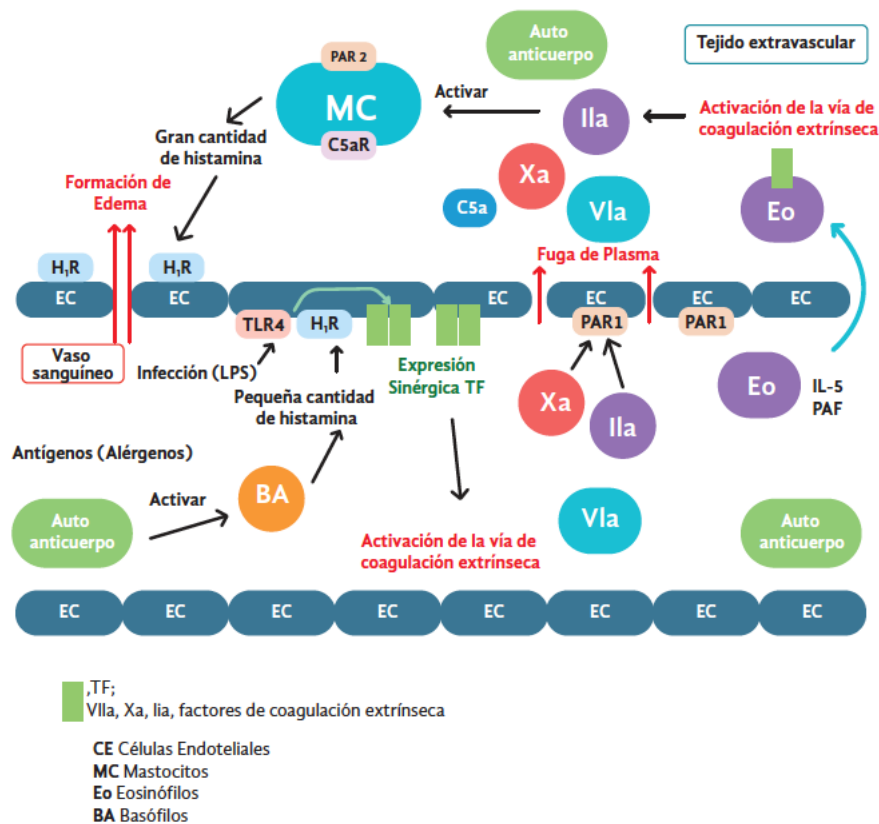 Auto
anticuerpo
Tejido extravascular
PAR 2
MC
C5aR
Activar
IIa
Activación de la vía de
coagulación extrínseca
Gran cantidad
de histamina
Xa
Formación de
Edema
C5a
VIa
Eo
H₁R
H₁R
Fuga de Plasma
EC
EC
EC
EC
EC
EC
TLR4
H₁R
PAR1
PAR1
Vaso
sanguíneo
Infección (LPS)
Expresión
Sinérgica TF
Pequeña cantidad
de histamina
Xa
IIa
Eo
IL-5
PAF
Antígenos (Alérgenos)
Activar
BA
Auto
anticuerpo
Activación de la vía de
coagulación extrínseca
VIa
Auto
anticuerpo
EC
EC
EC
EC
EC
EC
EC
EC
,TF;
VIIa, Xa, Iia, factores de coagulación extrínseca
CE Células Endoteliales
MC Mastocitos
Eo Eosinófilos
BA Basófilos